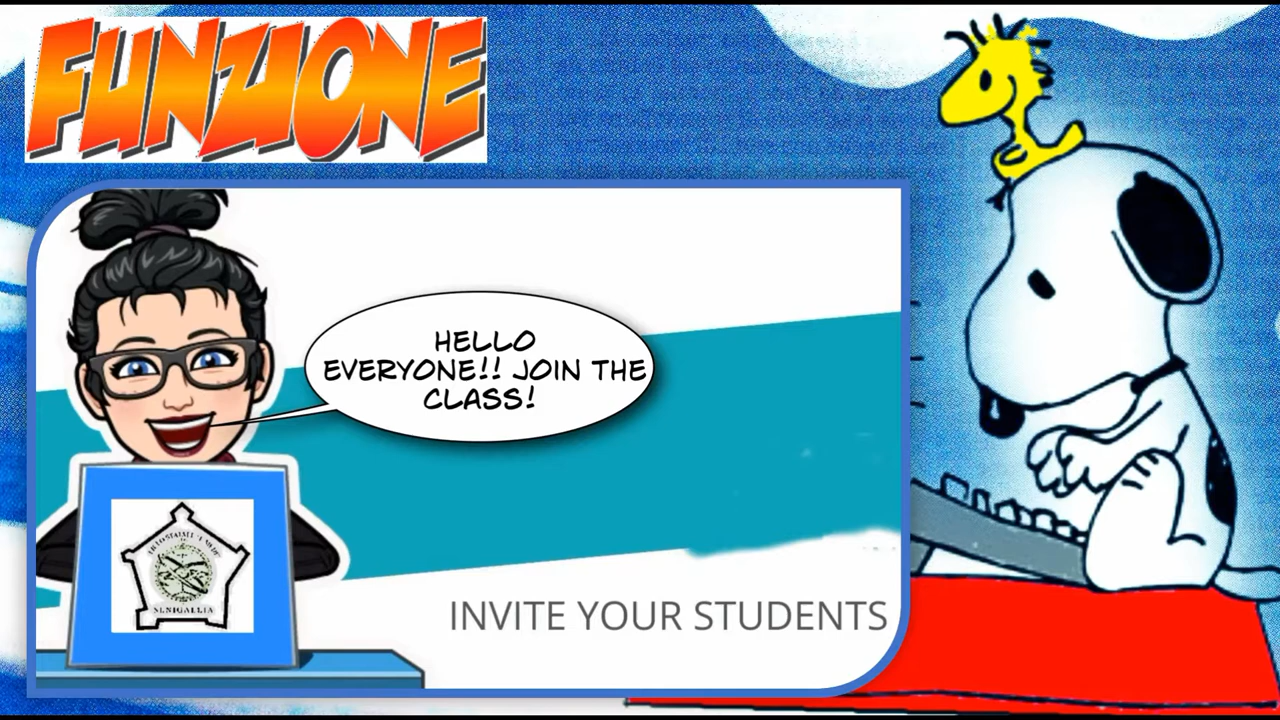 FUNZIONE
HELLO
EVERYONE!! JOIN THE
CLASS!
SENIGALLIA
INVITE YOUR STUDENTS